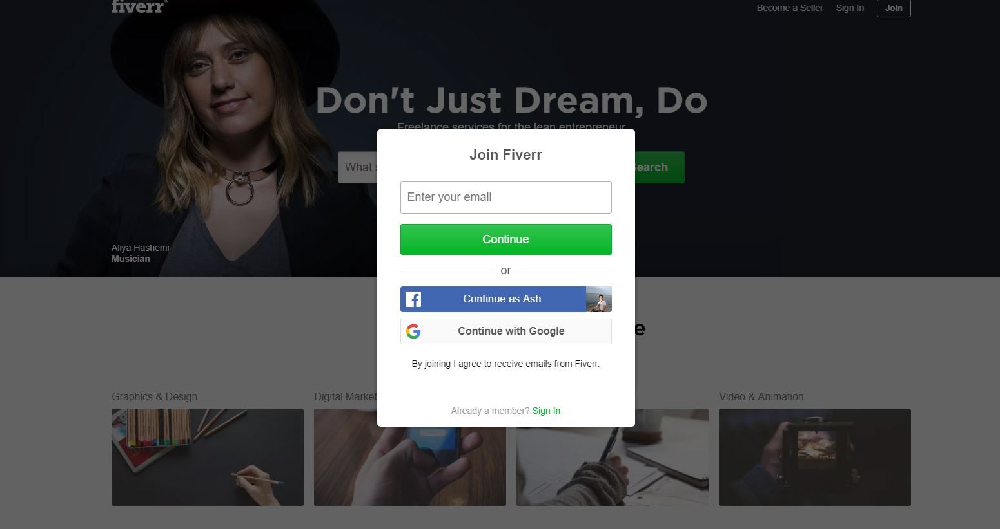 fiverr
Become a Seller
Sign In
Join
Don't Just Dream, Do
Freelance services for the lean entrepreneur
What
Search
Aliya Hashemi
Musician
Join Fiverr
Enter your email
Continue
or
Continue as Ash
Continue with Google
By joining I agree to receive emails from Fiverr.
Already a member? Sign In
Graphics & Design
Digital Market
Video & Animation